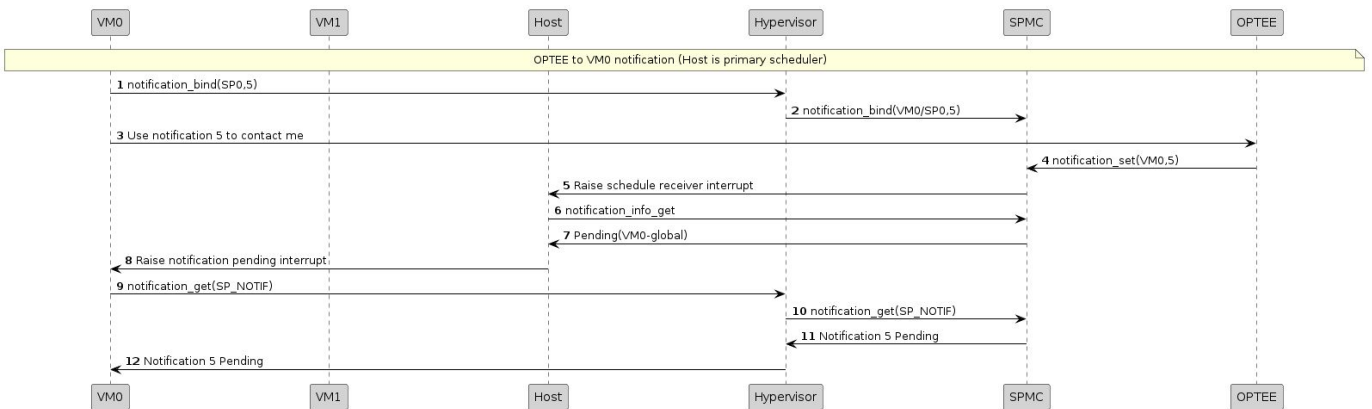 VM0 VM1 Host Hypervisor SPMC OPTEE
OPTEE to VM0 notification (Host is primary scheduler)
1 notification_bind(SP0,5)
2 notification_bind(VM0/SP0,5)
3 Use notification 5 to contact me
4 notification_set(VM0,5)
5 Raise schedule receiver interrupt
6 notification_info_get
7 Pending(VM0-global)
8 Raise notification pending interrupt
9 notification_get(SP_NOTIF)
10 notification_get(SP_NOTIF)
11 Notification 5 Pending
12 Notification 5 Pending
VM0 VM1 Host Hypervisor SPMC OPTEE